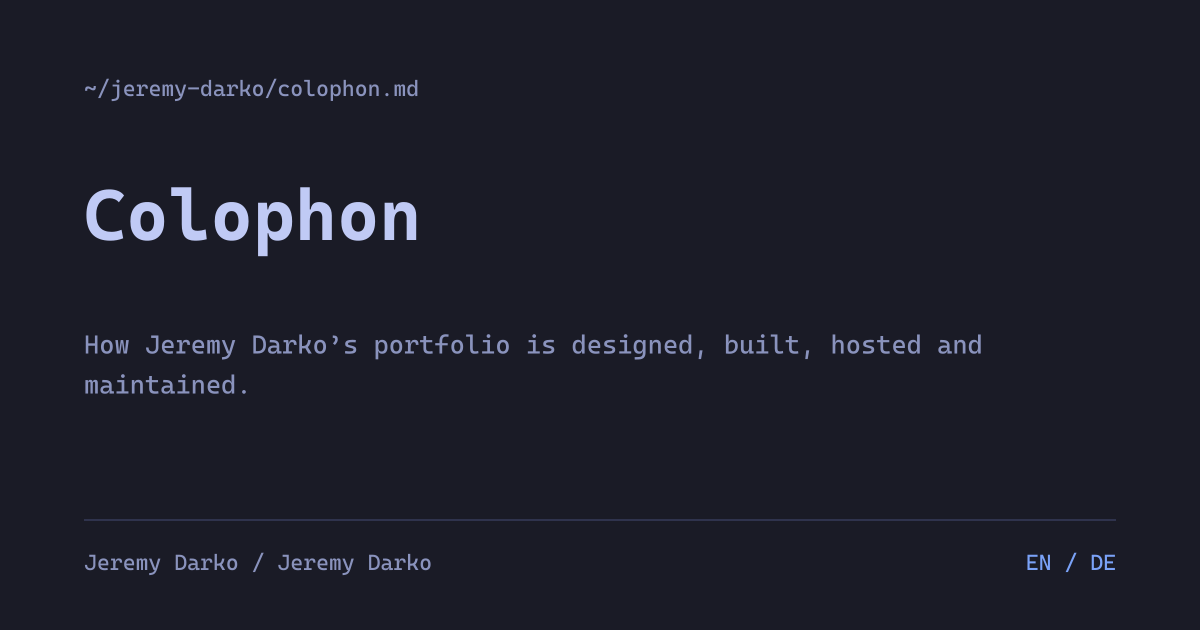 ~/jeremy-darko/colophon.md
Colophon
How Jeremy Darko’s portfolio is designed, built, hosted and
maintained.
Jeremy Darko / Jeremy Darko
EN / DE